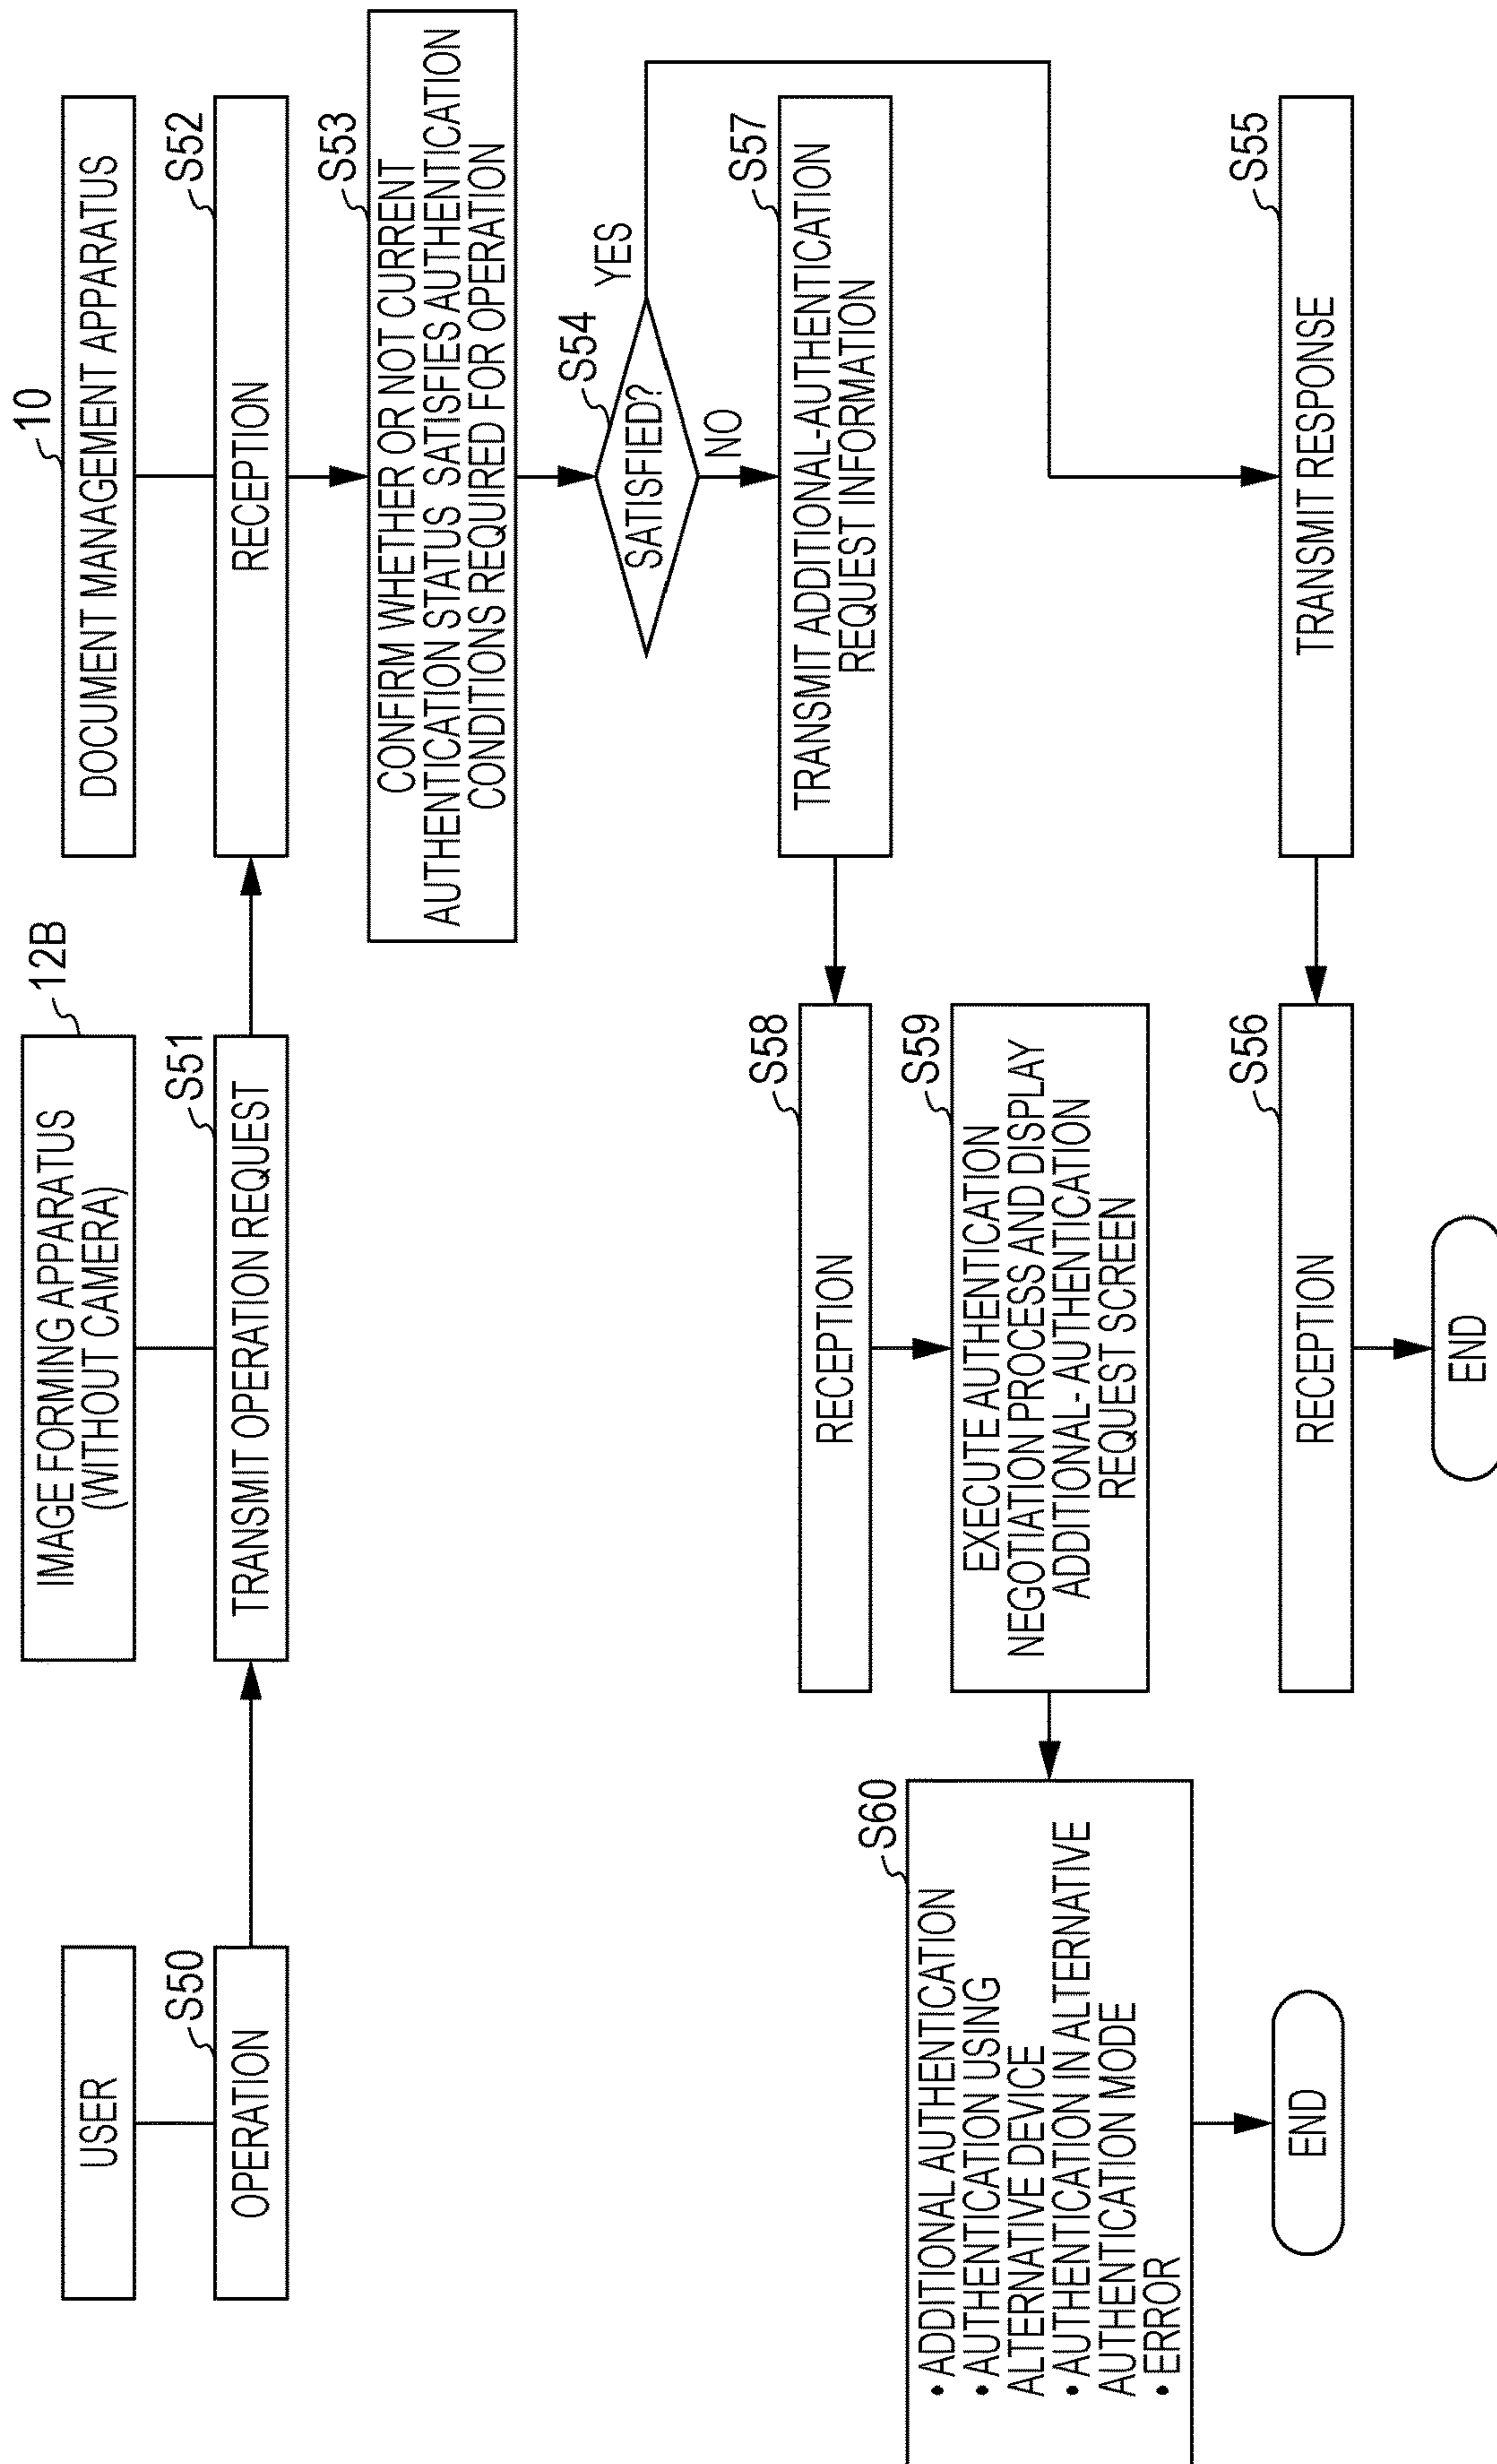 USER
IMAGE FORMING APPARATUS
(WITHOUT CAMERA)
12B
10
DOCUMENT MANAGEMENT APPARATUS
S50
OPERATION
S51
TRANSMIT OPERATION REQUEST
S52
RECEPTION
S53
CONFIRM WHETHER OR NOT CURRENT
AUTHENTICATION STATUS SATISFIES AUTHENTICATION
CONDITIONS REQUIRED FOR OPERATION
S54
SATISFIED?
YES
NO
S57
TRANSMIT ADDITIONAL-AUTHENTICATION
REQUEST INFORMATION
S58
RECEPTION
S59
EXECUTE AUTHENTICATION
NEGOTIATION PROCESS AND DISPLAY
ADDITIONAL- AUTHENTICATION
REQUEST SCREEN
S60
• ADDITIONAL AUTHENTICATION
• AUTHENTICATION USING
ALTERNATIVE DEVICE
• AUTHENTICATION IN ALTERNATIVE
AUTHENTICATION MODE
• ERROR
END
S55
TRANSMIT RESPONSE
S56
RECEPTION
END